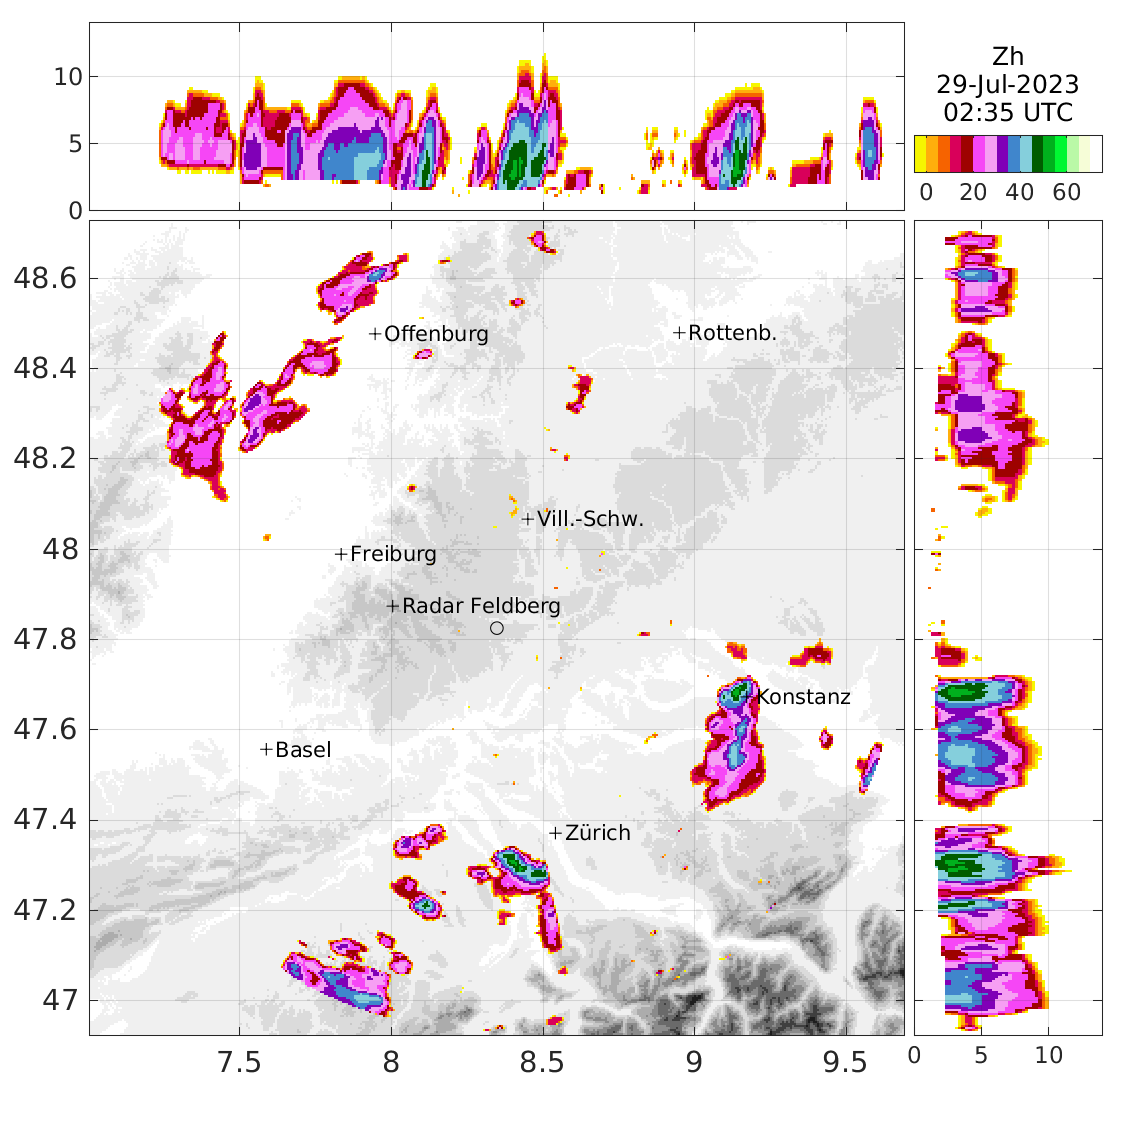 10
5
0
Zh
29-Jul-2023
02:35 UTC
0 20 40 60
48.6
48.4
48.2
48
47.8
47.6
47.4
47.2
47
+Offenburg
+Rottenb.
+Vill.-Schw.
+Freiburg
+Radar Feldberg
+Konstanz
+Basel
+Zürich
7.5 8 8.5 9 9.5
0 5 10